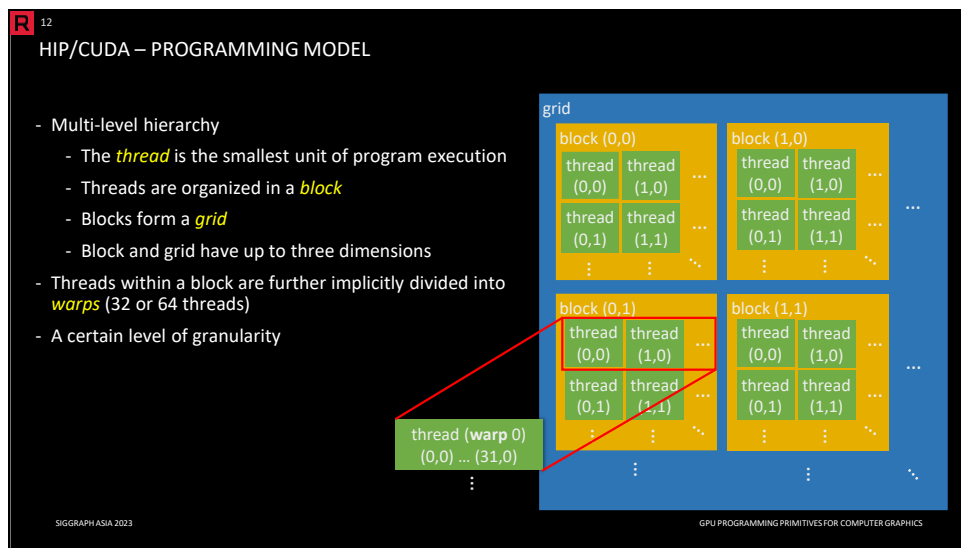 R 12
HIP/CUDA – PROGRAMMING MODEL
- Multi-level hierarchy
- The thread is the smallest unit of program execution
- Threads are organized in a block
- Blocks form a grid
- Block and grid have up to three dimensions
- Threads within a block are further implicitly divided into
warps (32 or 64 threads)
- A certain level of granularity
grid
block (0,0)
thread thread
(0,0) (1,0) ...
thread thread
(0,1) (1,1) ...
block (1,0)
thread thread
(0,0) (1,0) ...
thread thread
(0,1) (1,1) ...
...
block (0,1)
thread thread
(0,0) (1,0) ...
thread thread
(0,1) (1,1) ...
block (1,1)
thread thread
(0,0) (1,0) ...
thread thread
(0,1) (1,1) ...
...
thread (warp 0)
(0,0) ... (31,0)
SIGGRAPH ASIA 2023
GPU PROGRAMMING PRIMITIVES FOR COMPUTER GRAPHICS